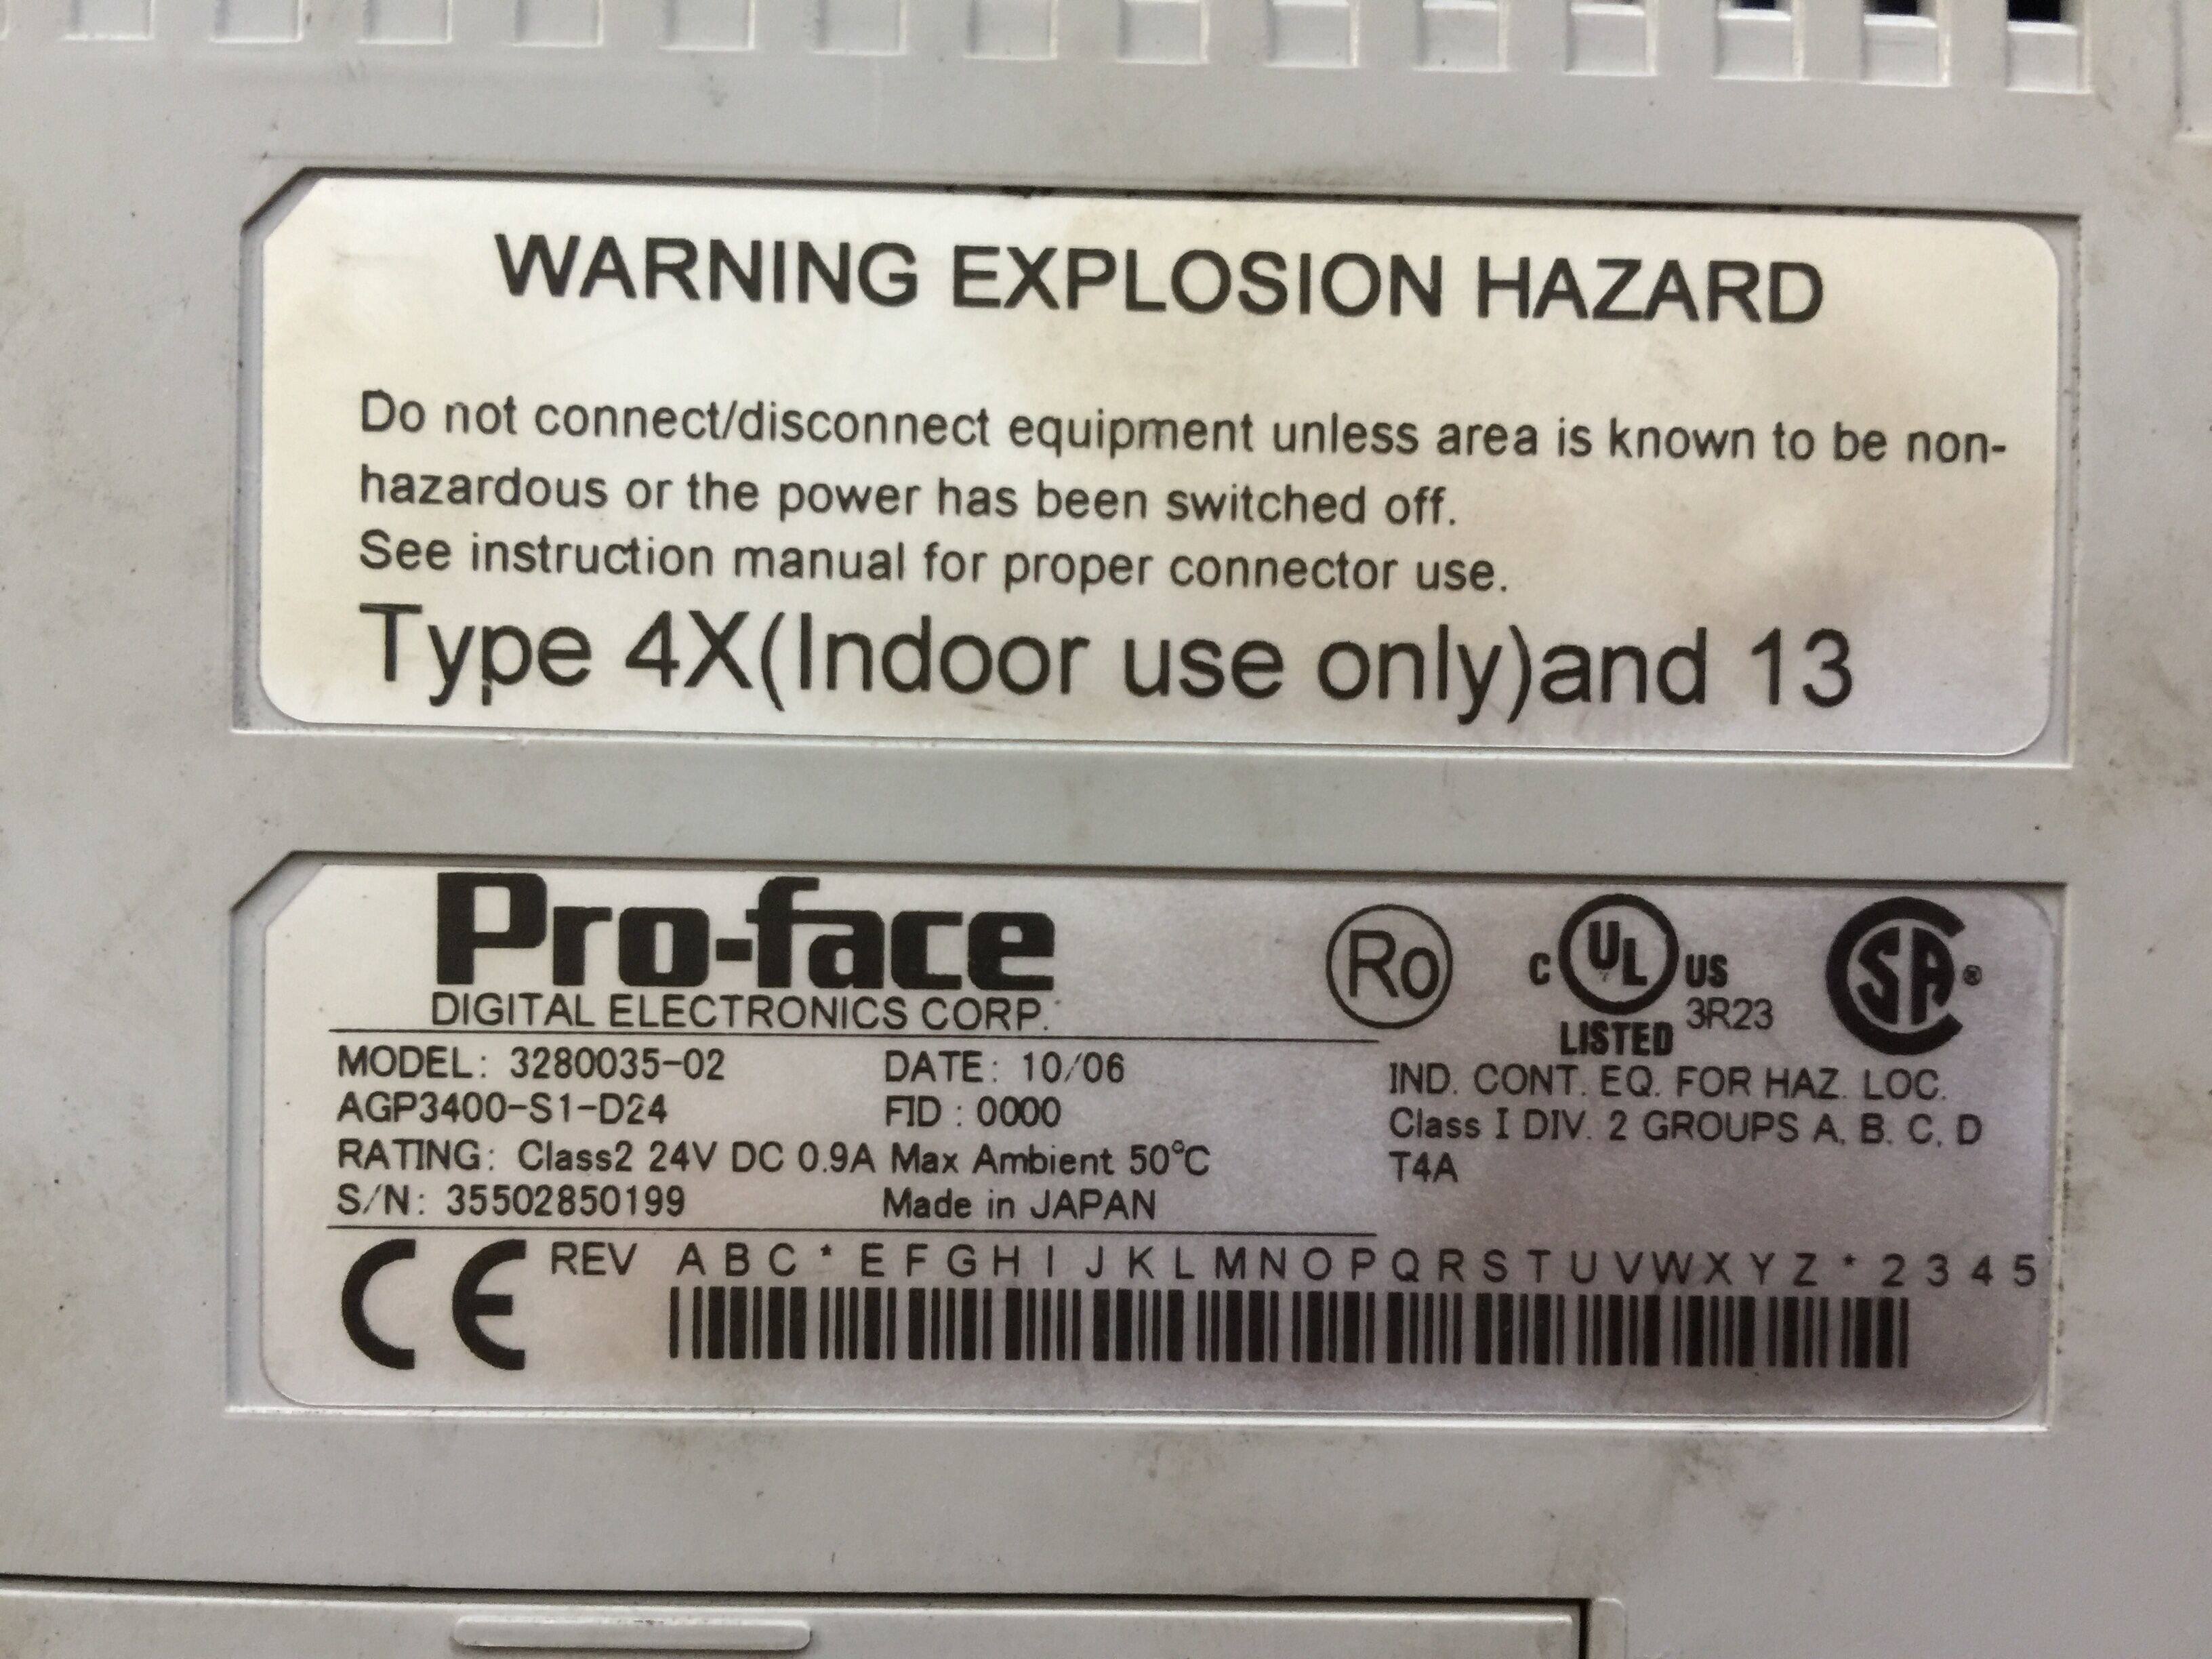 WARNING EXPLOSION HAZARD
Do not connect/disconnect equipment unless area is known to be non-
hazardous or the power has been switched off.
See instruction manual for proper connector use.
Type 4X(Indoor use only)and 13
Pro-face
DIGITAL ELECTRONICS CORP.
Ro
C UL US
LISTED 3R23
SA®
MODEL: 3280035-02 DATE: 10/06
AGP3400-S1-D24 FID : 0000
RATING: Class2 24V DC 0.9A Max Ambient 50℃
S/N: 35502850199 Made in JAPAN
IND. CONT. EQ. FOR HAZ. LOC.
Class I DIV. 2 GROUPS A, B, C, D
T4A
CE REV A B C * E F G H I J K L M N O P Q R S T U V W X Y Z * 2 3 4 5